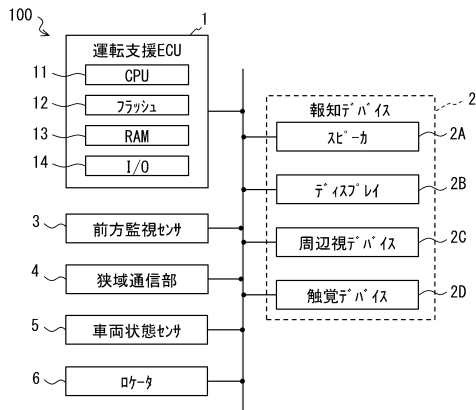 100
1
運転支援ECU
11
CPU
12
フラッシュ
13
RAM
14
I/O
2
報知デバイス
スピーカ
2A
ディスプレイ
2B
周辺視デバイス
2C
触覚デバイス
2D
3
前方監視センサ
4
狭域通信部
5
車両状態センサ
6
ロケータ